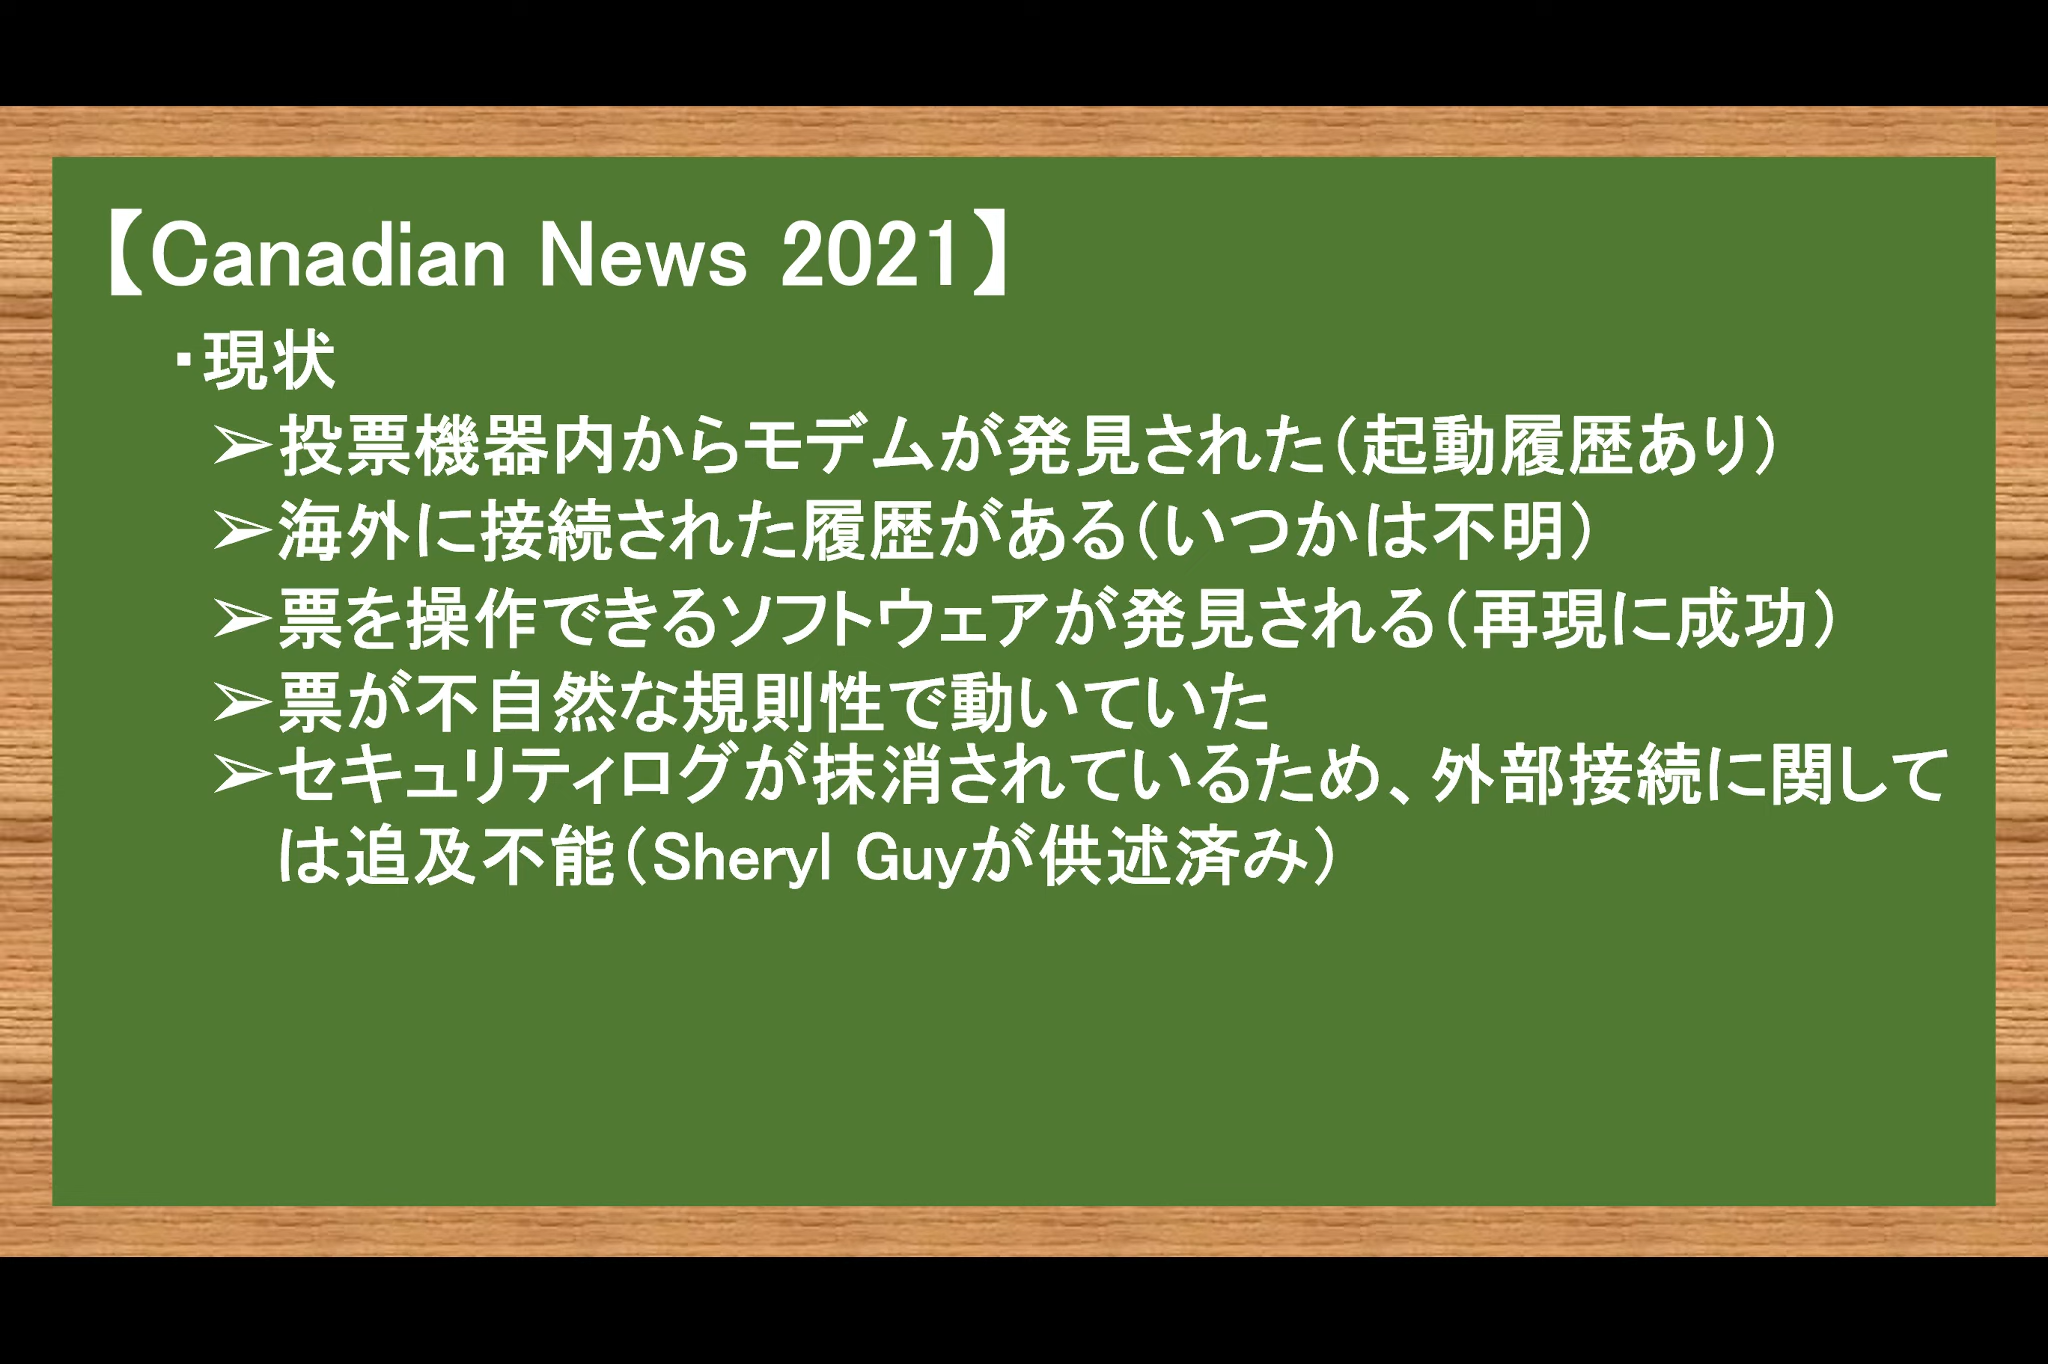 【Canadian News 2021】
・現状
➢投票機器内からモデムが発見された（起動履歴あり）
➢海外に接続された履歴がある（いつかは不明）
➢票を操作できるソフトウェアが発見される（再現に成功）
➢票が不自然な規則性で動いていた
➢セキュリティログが抹消されているため、外部接続に関して
は追及不能（Sheryl Guyが供述済み）